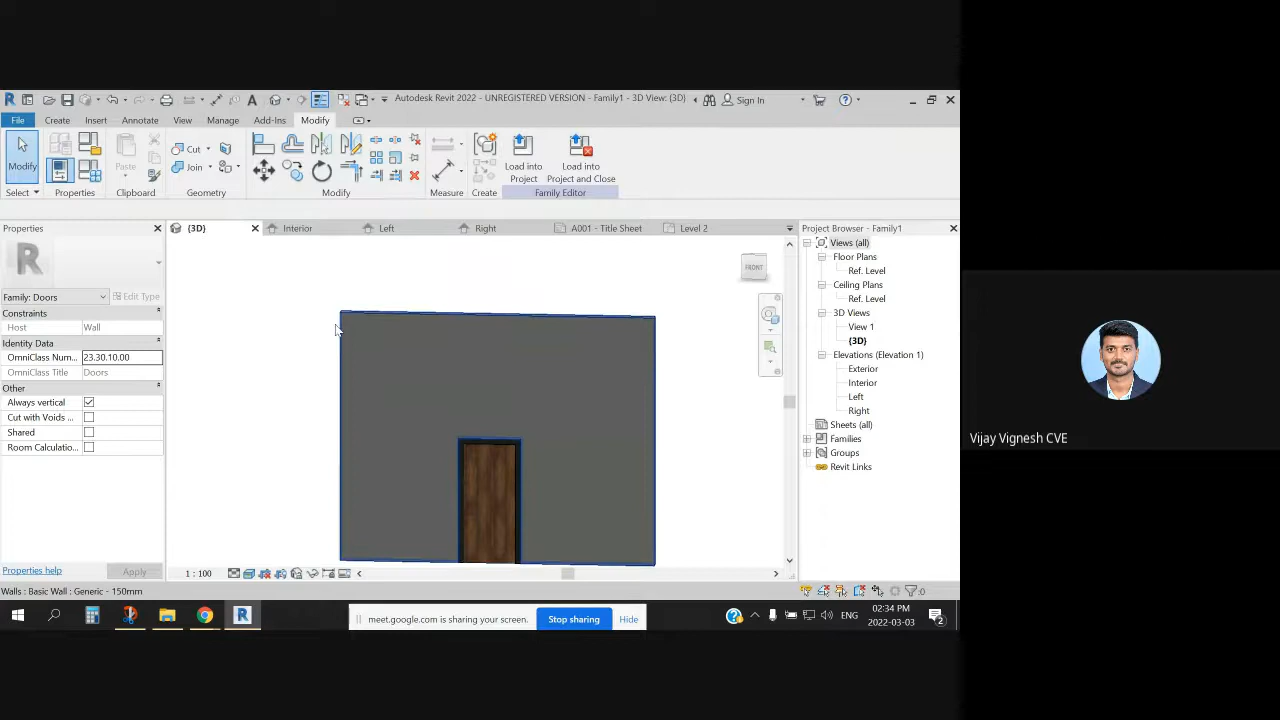 Autodesk Revit 2022 - UNREGISTERED VERSION - Family1 - 3D View: {3D}
Sign In
File Create Insert Annotate View Manage Add-Ins Modify
Modify
Paste
Cut
Join
Load into
Project
Load into
Project and Close
Select Properties Clipboard Geometry Modify Measure Create Family Editor
Properties
{3D} Interior Left Right A001 - Title Sheet Level 2
Project Browser - Family1
Family: Doors
Edit Type
Constraints
Host Wall
Identity Data
OmniClass Num... 23.30.10.00
OmniClass Title Doors
Other
Always vertical
Cut with Voids ...
Shared
Room Calculatio...
Properties help
Apply
FRONT
Views (all)
Floor Plans
Ref. Level
Ceiling Plans
Ref. Level
3D Views
View 1
{3D}
Elevations (Elevation 1)
Exterior
Interior
Left
Right
Sheets (all)
Families
Groups
Revit Links
1 : 100
Walls : Basic Wall : Generic - 150mm
:0
meet.google.com is sharing your screen.
Stop sharing
Hide
ENG
02:34 PM
2022-03-03
2
Vijay Vignesh CVE